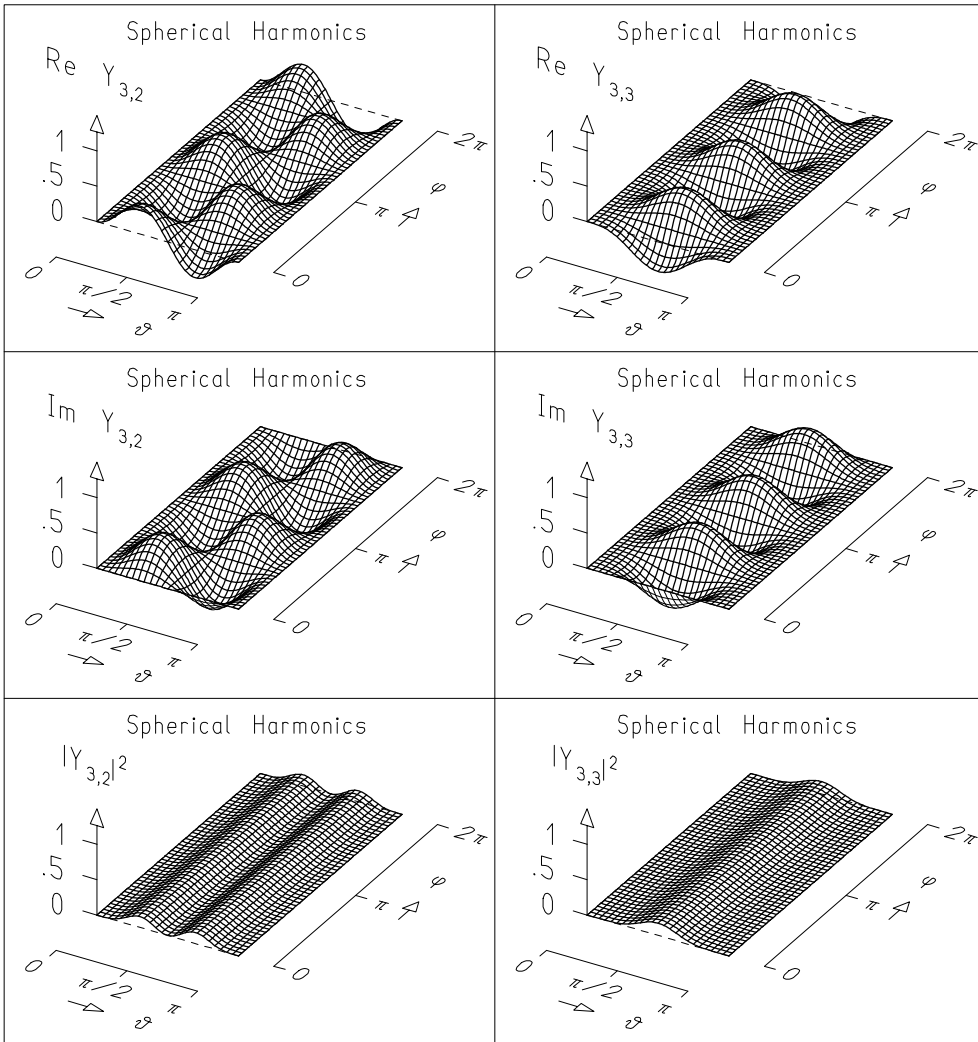 Spherical Harmonics
Re Y3,2
1
.5
0
0
π/2
π
ϑ
0
π
2π
φ
Spherical Harmonics
Re Y3,3
1
.5
0
0
π/2
π
ϑ
0
π
2π
φ
Spherical Harmonics
Im Y3,2
1
.5
0
0
π/2
π
ϑ
0
π
2π
φ
Spherical Harmonics
Im Y3,3
1
.5
0
0
π/2
π
ϑ
0
π
2π
φ
Spherical Harmonics
|Y3,2|²
1
.5
0
0
π/2
π
ϑ
0
π
2π
φ
Spherical Harmonics
|Y3,3|²
1
.5
0
0
π/2
π
ϑ
0
π
2π
φ